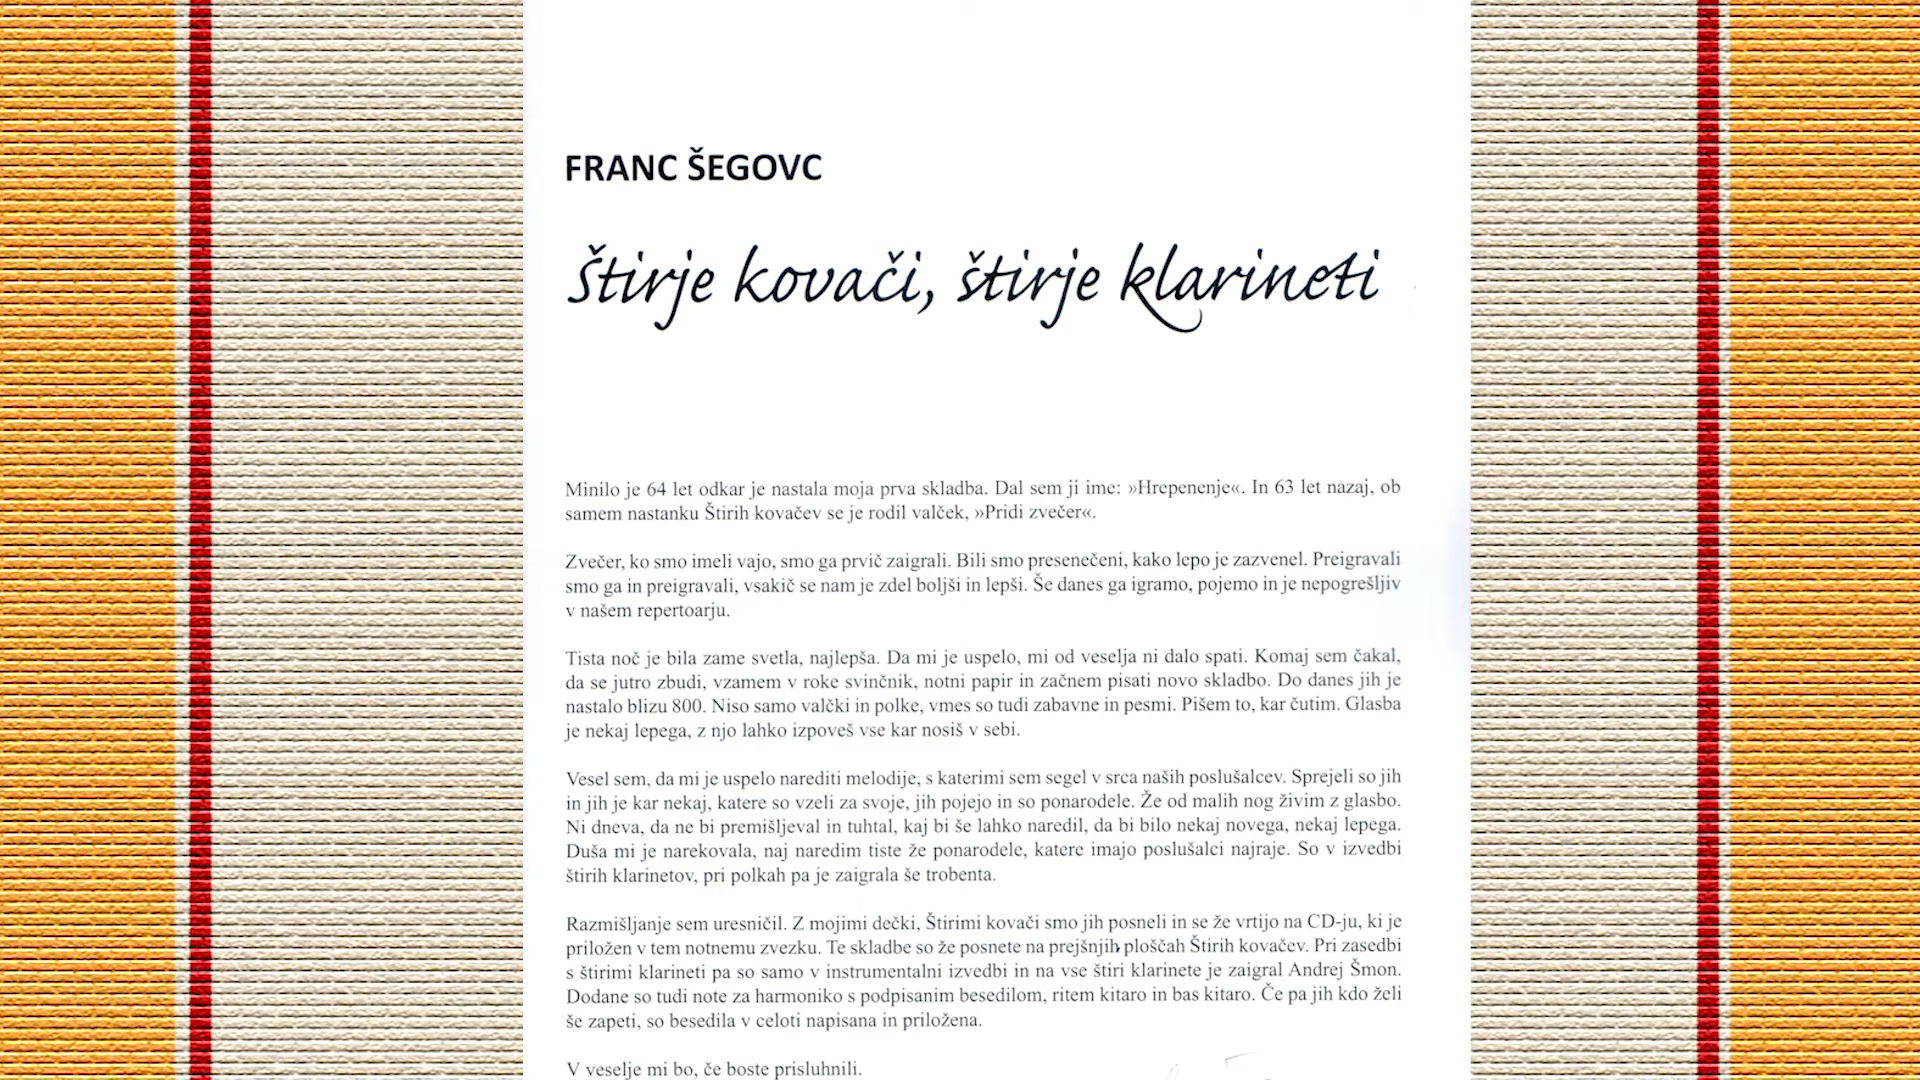 FRANC ŠEGOVC
Štirje kovači, štirje klarineti
Minilo je 64 let odkar je nastala moja prva skladba. Dal sem ji ime: »Hrepenenje«. In 63 let nazaj, ob
samem nastanku Štirih kovačev se je rodil valček, »Pridi zvečer«.
Zvečer, ko smo imeli vajo, smo ga prvič zaigrali. Bili smo presenečeni, kako lepo je zazvenel. Preigravali
smo ga in preigravali, vsakič se nam je zdel boljši in lepši. Še danes ga igramo, pojemo in je nepogrešljiv
v našem repertoarju.
Tista noč je bila zame svetla, najlepša. Da mi je uspelo, mi od veselja ni dalo spati. Komaj sem čakal,
da se jutro zbudi, vzamem v roke svinčnik, notni papir in začnem pisati novo skladbo. Do danes jih je
nastalo blizu 800. Niso samo valčki in polke, vmes so tudi zabavne in pesmi. Pišem to, kar čutim. Glasba
je nekaj lepega, z njo lahko izpoveš vse kar nosiš v sebi.
Vesel sem, da mi je uspelo narediti melodije, s katerimi sem segel v srca naših poslušalcev. Sprejeli so jih
in jih je kar nekaj, katere so vzeli za svoje, jih pojejo in so ponarodele. Že od malih nog živim z glasbo.
Ni dneva, da ne bi premišljeval in tuhtal, kaj bi še lahko naredil, da bi bilo nekaj novega, nekaj lepega.
Duša mi je narekovala, naj naredim tiste že ponarodele, katere imajo poslušalci najraje. So v izvedbi
štirih klarinetov, pri polkah pa je zaigrala še trobenta.
Razmišljanje sem uresničil. Z mojimi dečki, Štirimi kovači smo jih posneli in se že vrtijo na CD-ju, ki je
priložen v tem notnemu zvezku. Te skladbe so že posnete na prejšnjih ploščah Štirih kovačev. Pri zasedbi
s štirimi klarineti pa so samo v instrumentalni izvedbi in na vse štiri klarinete je zaigral Andrej Šmon.
Dodane so tudi note za harmoniko s podpisanim besedilom, ritem kitaro in bas kitaro. Če pa jih kdo želi
še zapeti, so besedila v celoti napisana in priložena.
V veselje mi bo, če boste prisluhnili.